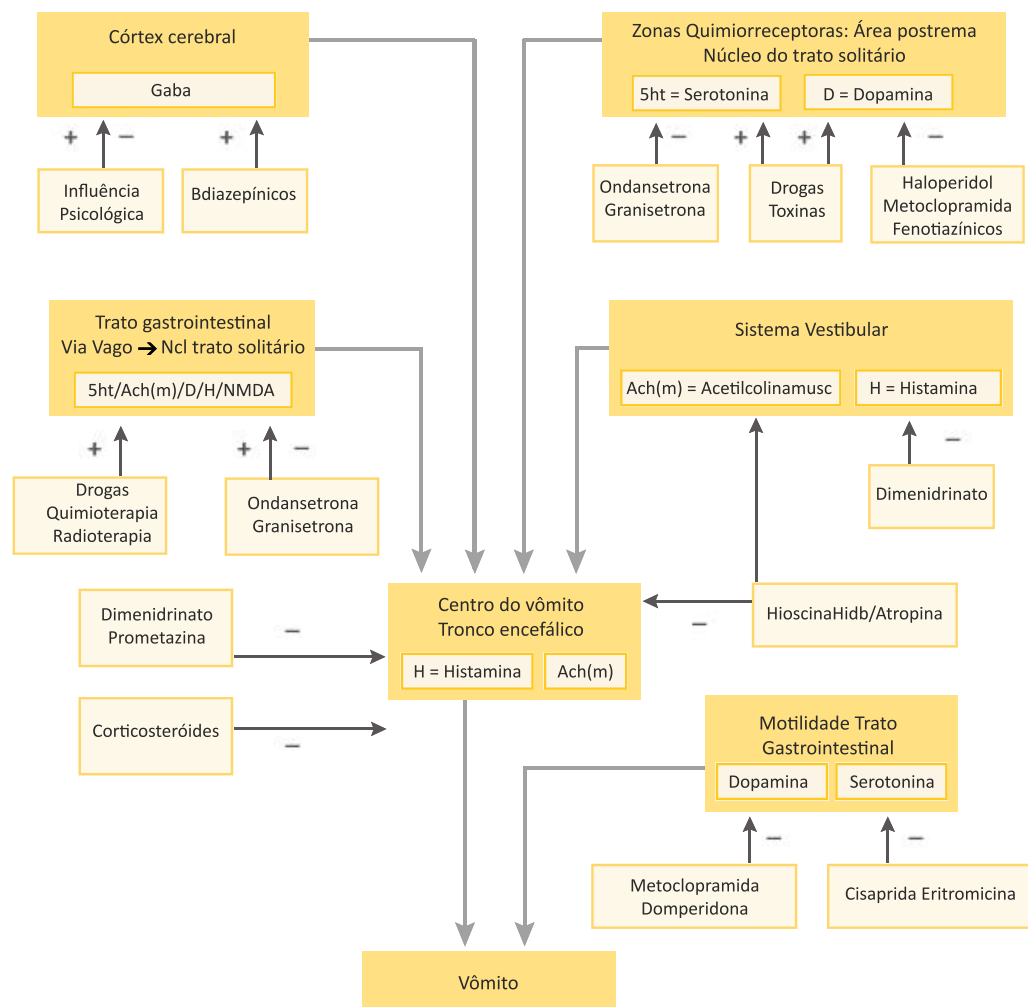 Córtex cerebral
Gaba
+ −
+
Influência
Psicológica
Bdiazepínicos
Zonas Quimiorreceptoras: Área postrema
Núcleo do trato solitário
5ht = Serotonina
D = Dopamina
−
+
+
−
Ondansetrona
Granisetrona
Drogas
Toxinas
Haloperidol
Metoclopramida
Fenotiazínicos
Trato gastrointestinal
Via Vago ➔ Ncl trato solitário
5ht/Ach(m)/D/H/NMDA
+
+ −
Drogas
Quimioterapia
Radioterapia
Ondansetrona
Granisetrona
Sistema Vestibular
Ach(m) = Acetilcolinamusc
H = Histamina
−
Dimenidrinato
Dimenidrinato
Prometazina
−
Corticosteróides
−
Centro do vômito
Tronco encefálico
H = Histamina
Ach(m)
−
HioscinaHidb/Atropina
Motilidade Trato
Gastrointestinal
Dopamina
Serotonina
−
−
Metoclopramida
Domperidona
Cisaprida Eritromicina
Vômito